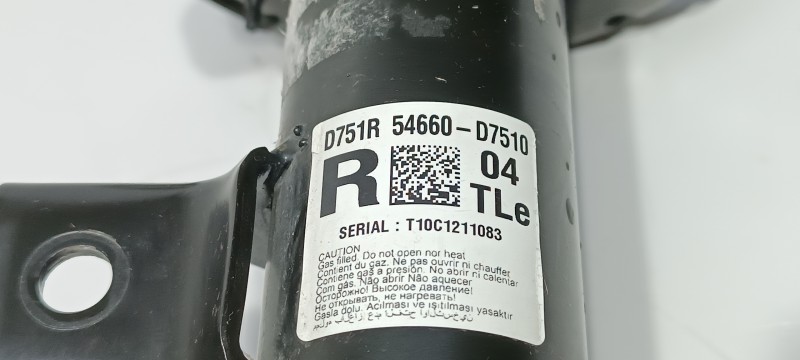 D751R 54660-D7510
R 04
TLe
SERIAL : T10C1211083
CAUTION
Gas filled. Do not open nor heat
Contient du gaz. Ne pas ouvrir ni chauffer
Contiene gas a presión. No abrir ni calentar
Com gás. Não abrir Não aquecer
Осторожно! Высокое давление!
Не открывать, не нагревать!
Gasla dolu. Açılması ve ısıtılması yasaktır